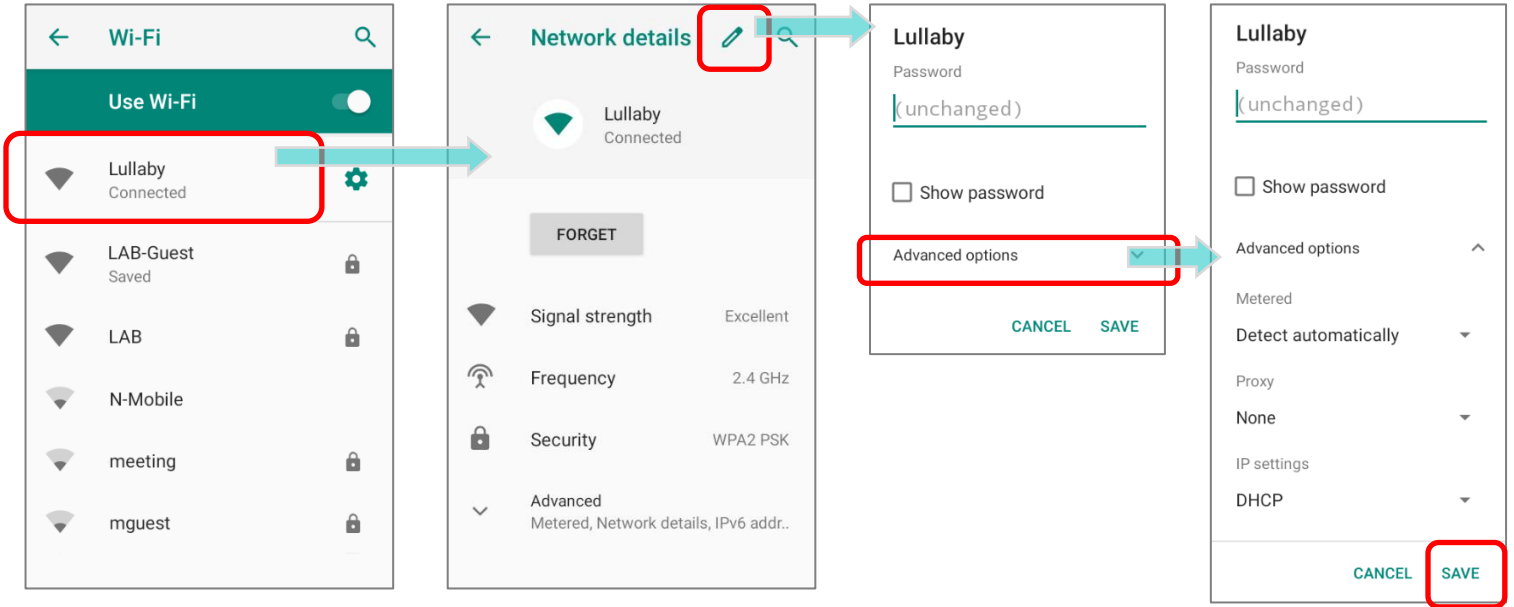 Wi-Fi
Use Wi-Fi
Lullaby
Connected
LAB-Guest
Saved
LAB
N-Mobile
meeting
mguest
Network details
Lullaby
Connected
FORGET
Signal strength Excellent
Frequency 2.4 GHz
Security WPA2 PSK
Advanced
Metered, Network details, IPv6 addr..
Lullaby
Password
(unchanged)
Show password
Advanced options
CANCEL SAVE
Lullaby
Password
(unchanged)
Show password
Advanced options
Metered
Detect automatically
Proxy
None
IP settings
DHCP
CANCEL SAVE